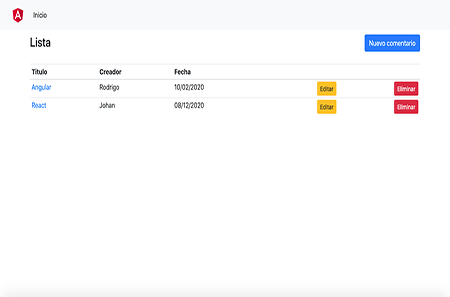 Inicio
Lista
Nuevo comentario
Titulo Creador Fecha
Angular Rodrigo 10/02/2020 Editar Eliminar
React Johan 08/12/2020 Editar Eliminar